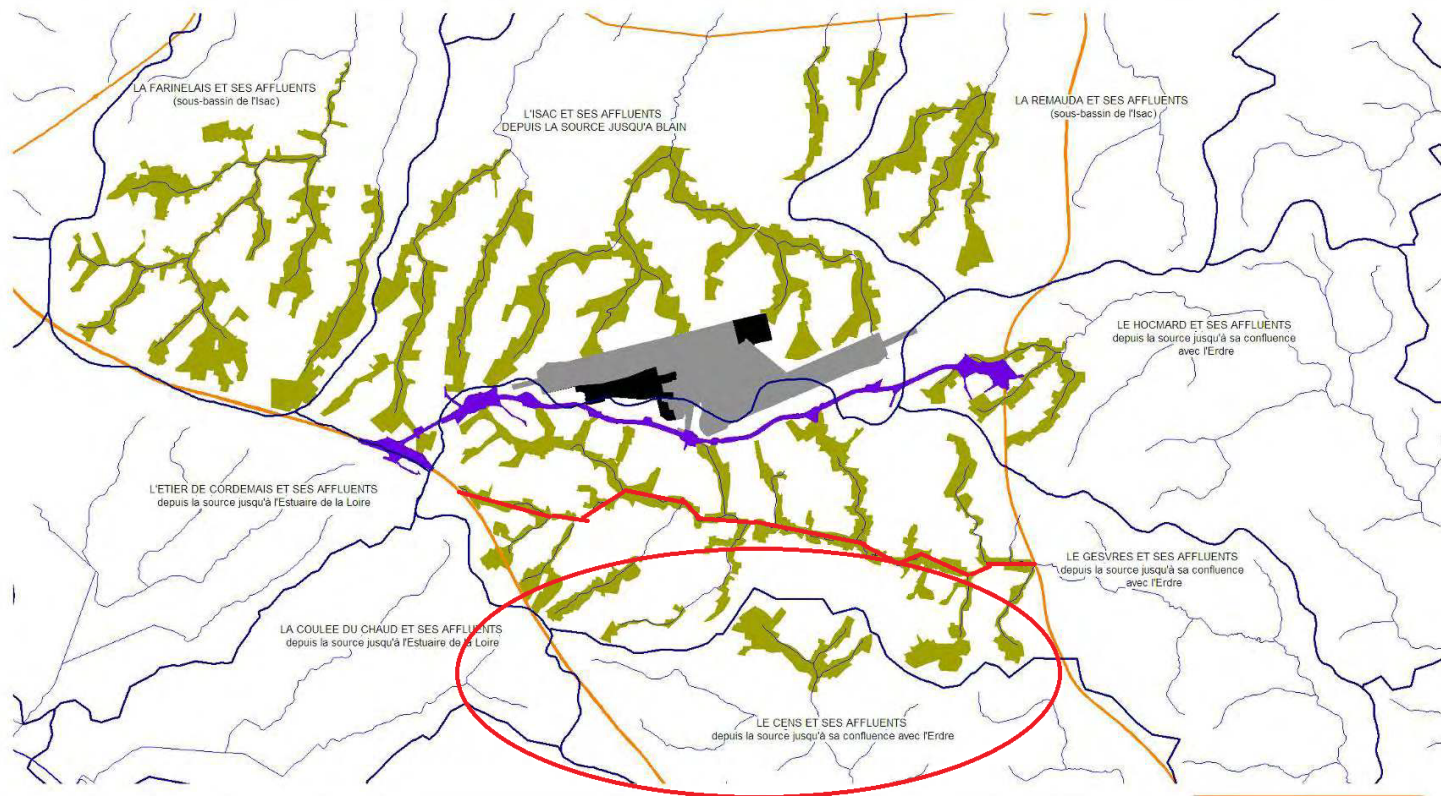 LA FARINELAIS ET SES AFFLUENTS
(sous-bassin de l'Isac)
L'ISAC ET SES AFFLUENTS
DEPUIS LA SOURCE JUSQU'A BLAIN
LA REMAUDA ET SES AFFLUENTS
(sous-bassin de l'Isac)
LE HOCMARD ET SES AFFLUENTS
depuis la source jusqu'à sa confluence
avec l'Erdre
L'ETIER DE CORDEMAIS ET SES AFFLUENTS
depuis la source jusqu'à l'Estuaire de la Loire
LE GESVRES ET SES AFFLUENTS
depuis la source jusqu'à sa confluence
avec l'Erdre
LA COULEE DU CHAUD ET SES AFFLUENTS
depuis la source jusqu'à l'Estuaire de la Loire
LE CENS ET SES AFFLUENTS
depuis la source jusqu'à sa confluence avec l'Erdre